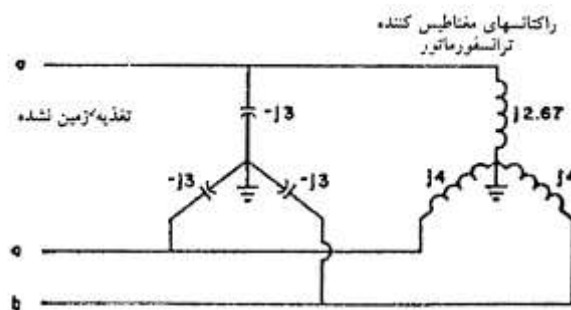 راکتانسهای مغناطیس کننده
ترانسفورماتور
a
-j3
j2.67
تغذیه زمین نشده
-j3
-j3
j4
j4
a
b